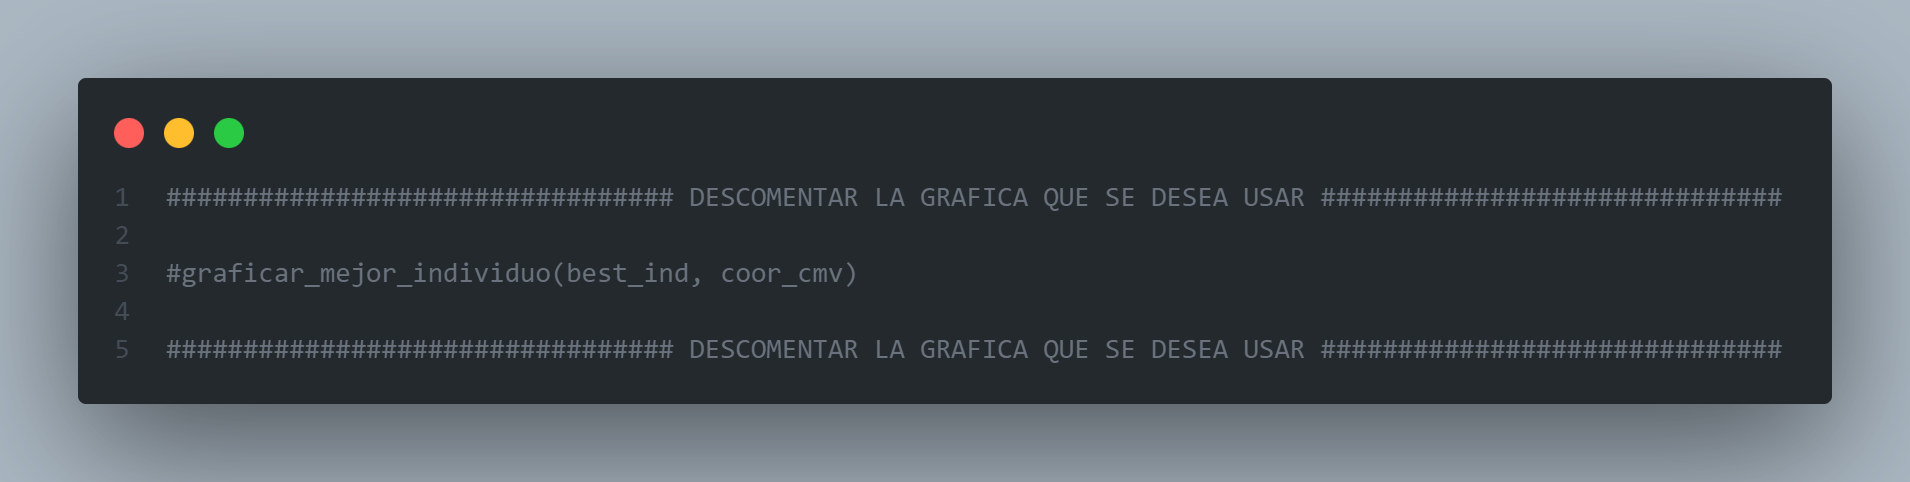 1 ################################# DESCOMENTAR LA GRAFICA QUE SE DESEA USAR ##############################
2
3 #graficar_mejor_individuo(best_ind, coor_cmv)
4
5 ################################# DESCOMENTAR LA GRAFICA QUE SE DESEA USAR ##############################